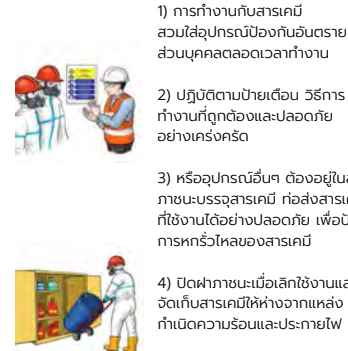 1) การทำงานกับสารเคมี
สวมใส่อุปกรณ์ป้องกันอันตราย
ส่วนบุคคลตลอดเวลาทำงาน
2) ปฏิบัติตามป้ายเตือน วิธีการ
ทำงานที่ถูกต้องและปลอดภัย
อย่างเคร่งครัด
3) หรืออุปกรณ์อื่นๆ ต้องอยู่ใน
ภาชนะบรรจุสารเคมี ท่อส่ง
ที่ใช้งานได้อย่างปลอดภัย
การหกรั่วไหลของสารเคมี
4) ปิดฝาภาชนะเมื่อเลิกใช้งาน
จัดเก็บสารเคมีให้ห่างจากแหล่ง
กำเนิดความร้อนและประกายไฟ